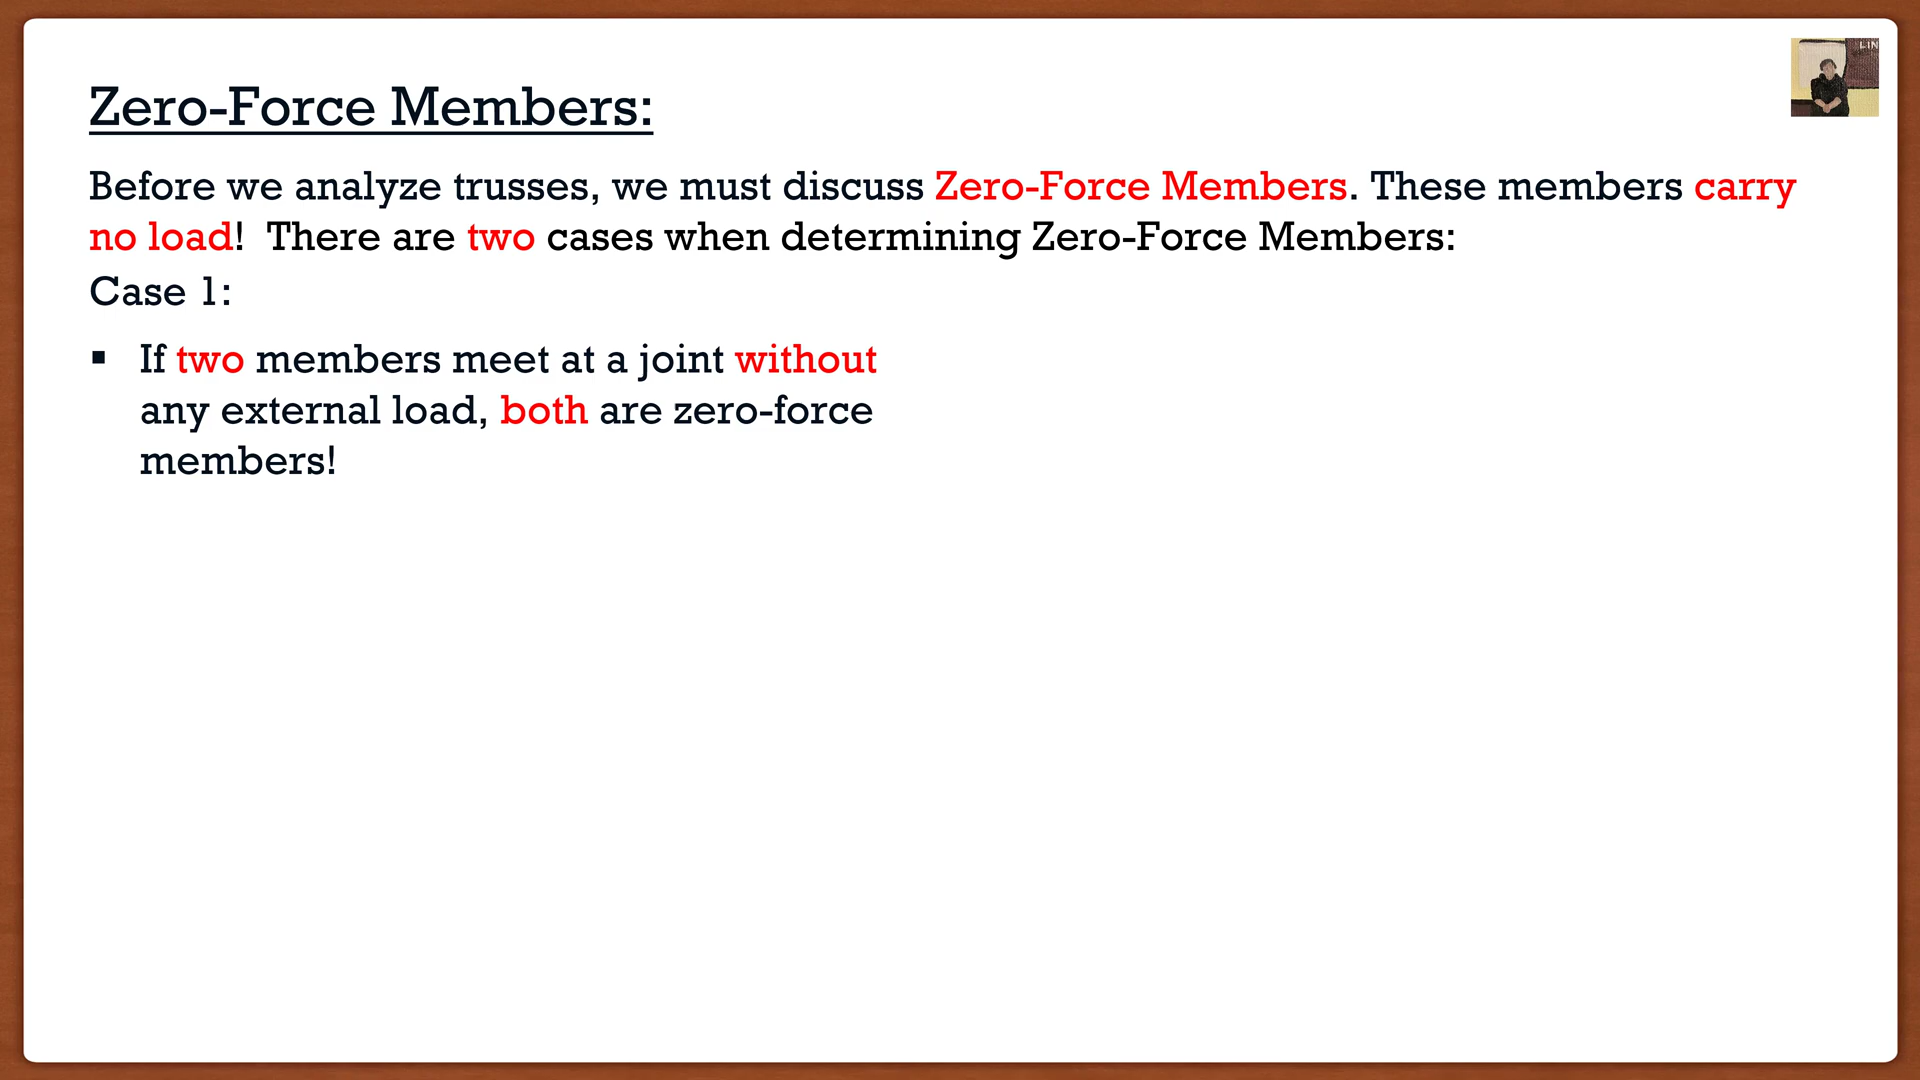 LIN
Zero-Force Members:
Before we analyze trusses, we must discuss Zero-Force Members. These members carry
no load!  There are two cases when determining Zero-Force Members:
Case 1:
▪ If two members meet at a joint without
any external load, both are zero-force
members!